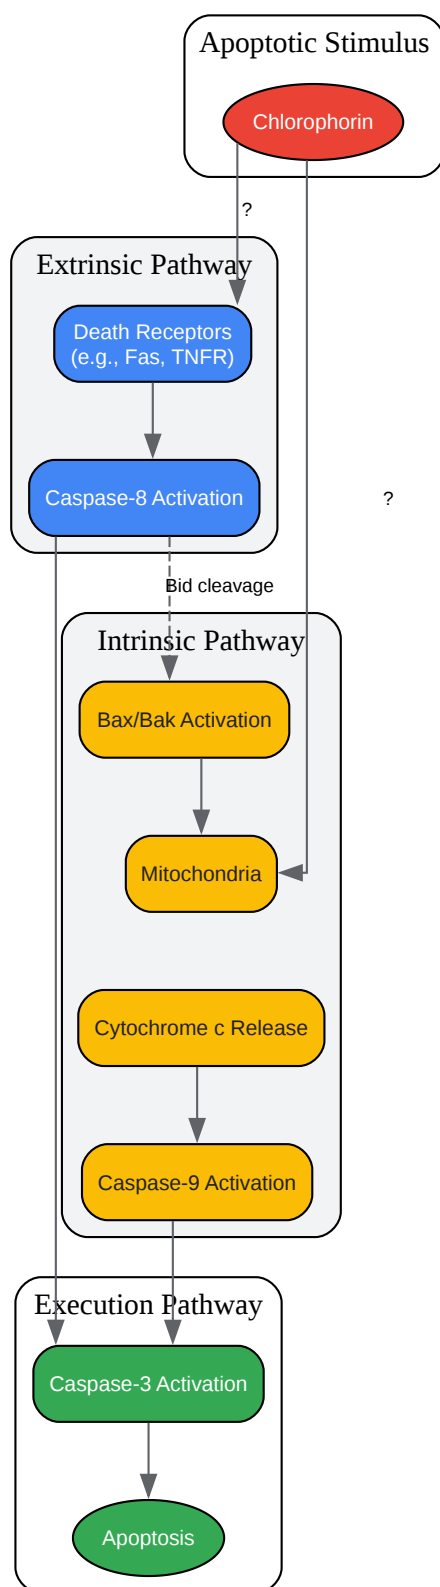 Apoptotic Stimulus
Chlorophorin
?
Extrinsic Pathway
Death Receptors
(e.g., Fas, TNFR)
Caspase-8 Activation
?
Bid cleavage
Intrinsic Pathway
Bax/Bak Activation
Mitochondria
Cytochrome c Release
Caspase-9 Activation
Execution Pathway
Caspase-3 Activation
Apoptosis